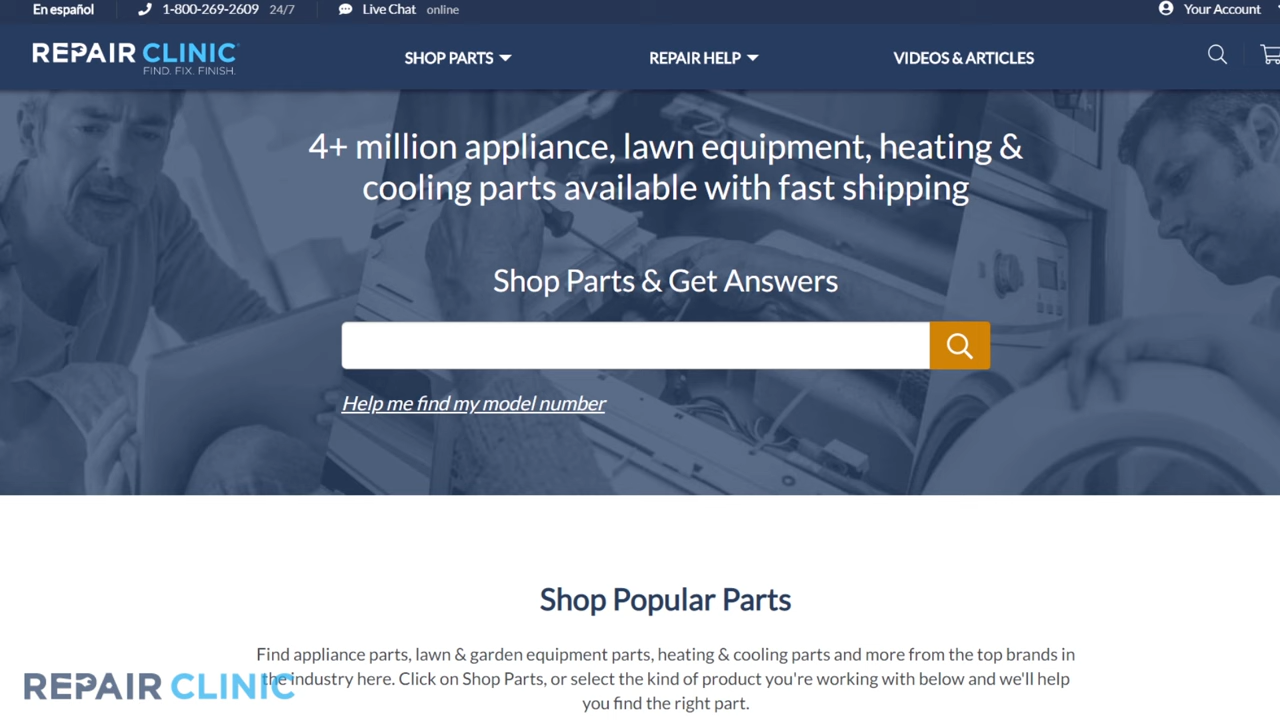 En español 1-800-269-2609 24/7 Live Chat online Your Account
REPAIR CLINIC SHOP PARTS REPAIR HELP VIDEOS & ARTICLES
FIND. FIX. FINISH.
4+ million appliance, lawn equipment, heating &
cooling parts available with fast shipping
Shop Parts & Get Answers
Help me find my model number
Shop Popular Parts
Find appliance parts, lawn & garden equipment parts, heating & cooling parts and more from the top brands in
the industry here. Click on Shop Parts, or select the kind of product you're working with below and we'll help
you find the right part.
REPAIR CLINIC